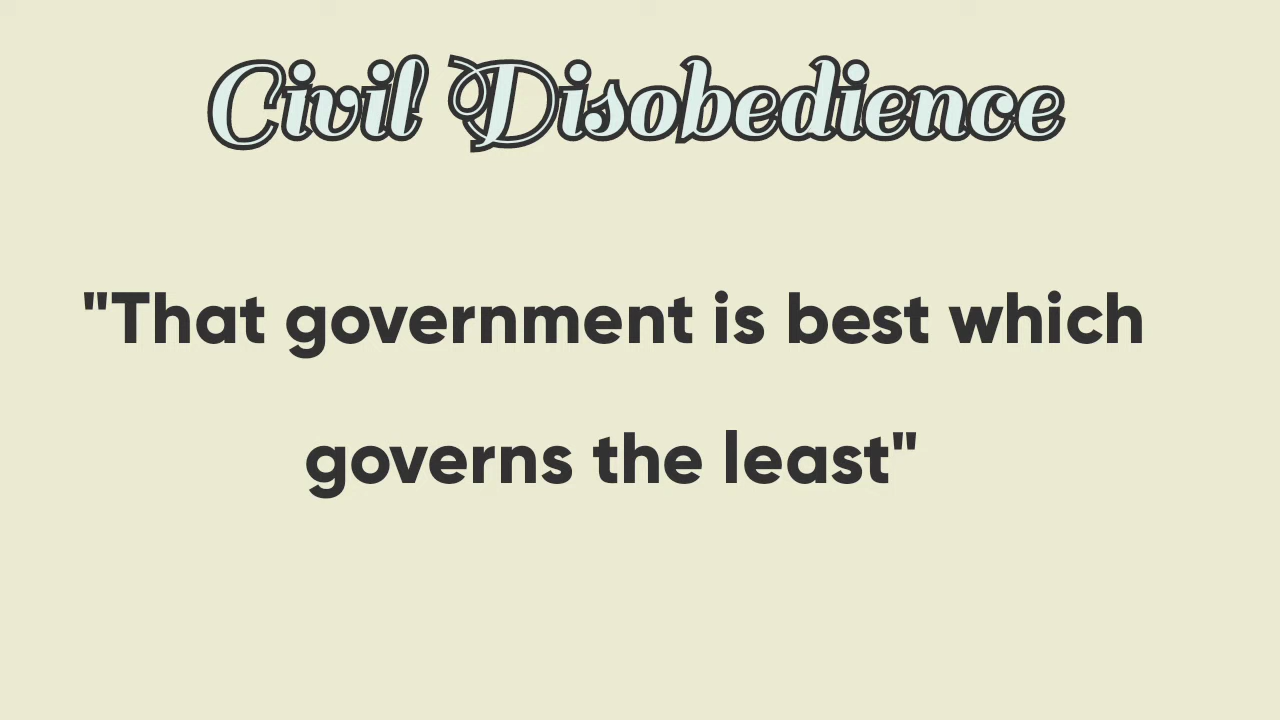 Civil Disobedience
"That government is best which
governs the least"